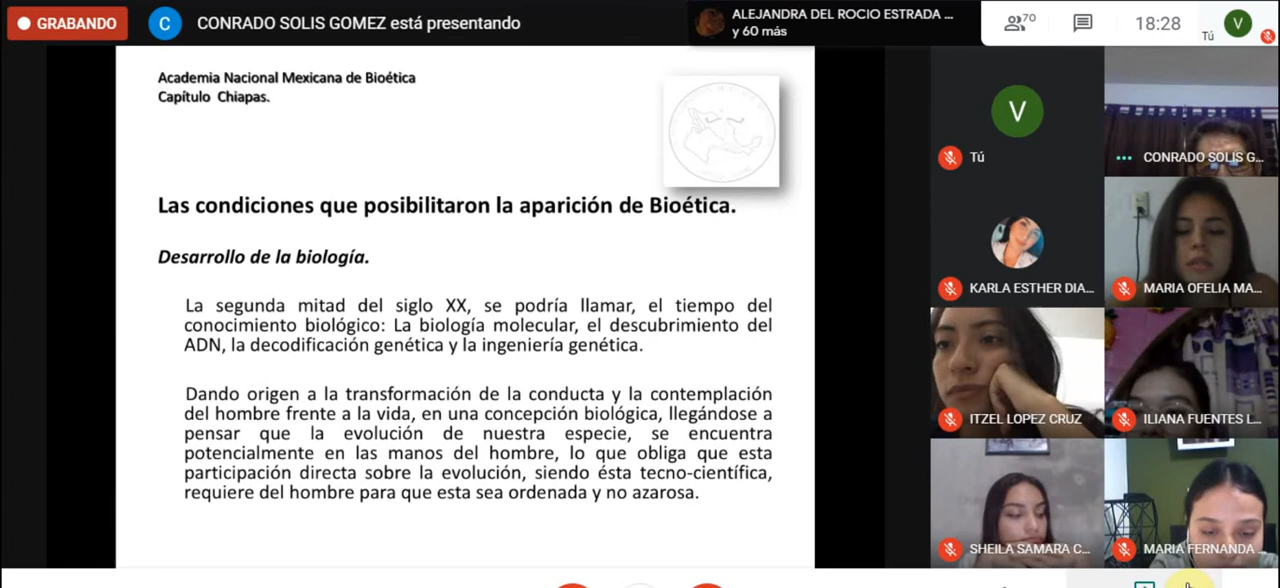 GRABANDO
C
CONRADO SOLIS GOMEZ está presentando
ALEJANDRA DEL ROCIO ESTRADA ...
y 60 más
70
18:28
Tú
V
Academia Nacional Mexicana de Bioética
Capítulo Chiapas.
Las condiciones que posibilitaron la aparición de Bioética.
Desarrollo de la biología.
La segunda mitad del siglo XX, se podría llamar, el tiempo del
conocimiento biológico: La biología molecular, el descubrimiento del
ADN, la decodificación genética y la ingeniería genética.
Dando origen a la transformación de la conducta y la contemplación
del hombre frente a la vida, en una concepción biológica, llegándose a
pensar que la evolución de nuestra especie, se encuentra
potencialmente en las manos del hombre, lo que obliga que esta
participación directa sobre la evolución, siendo ésta tecno-científica,
requiere del hombre para que esta sea ordenada y no azarosa.
V
Tú
CONRADO SOLIS G...
KARLA ESTHER DIA...
MARIA OFELIA MA...
ITZEL LOPEZ CRUZ
ILIANA FUENTES L...
SHEILA SAMARA C...
MARIA FERNANDA